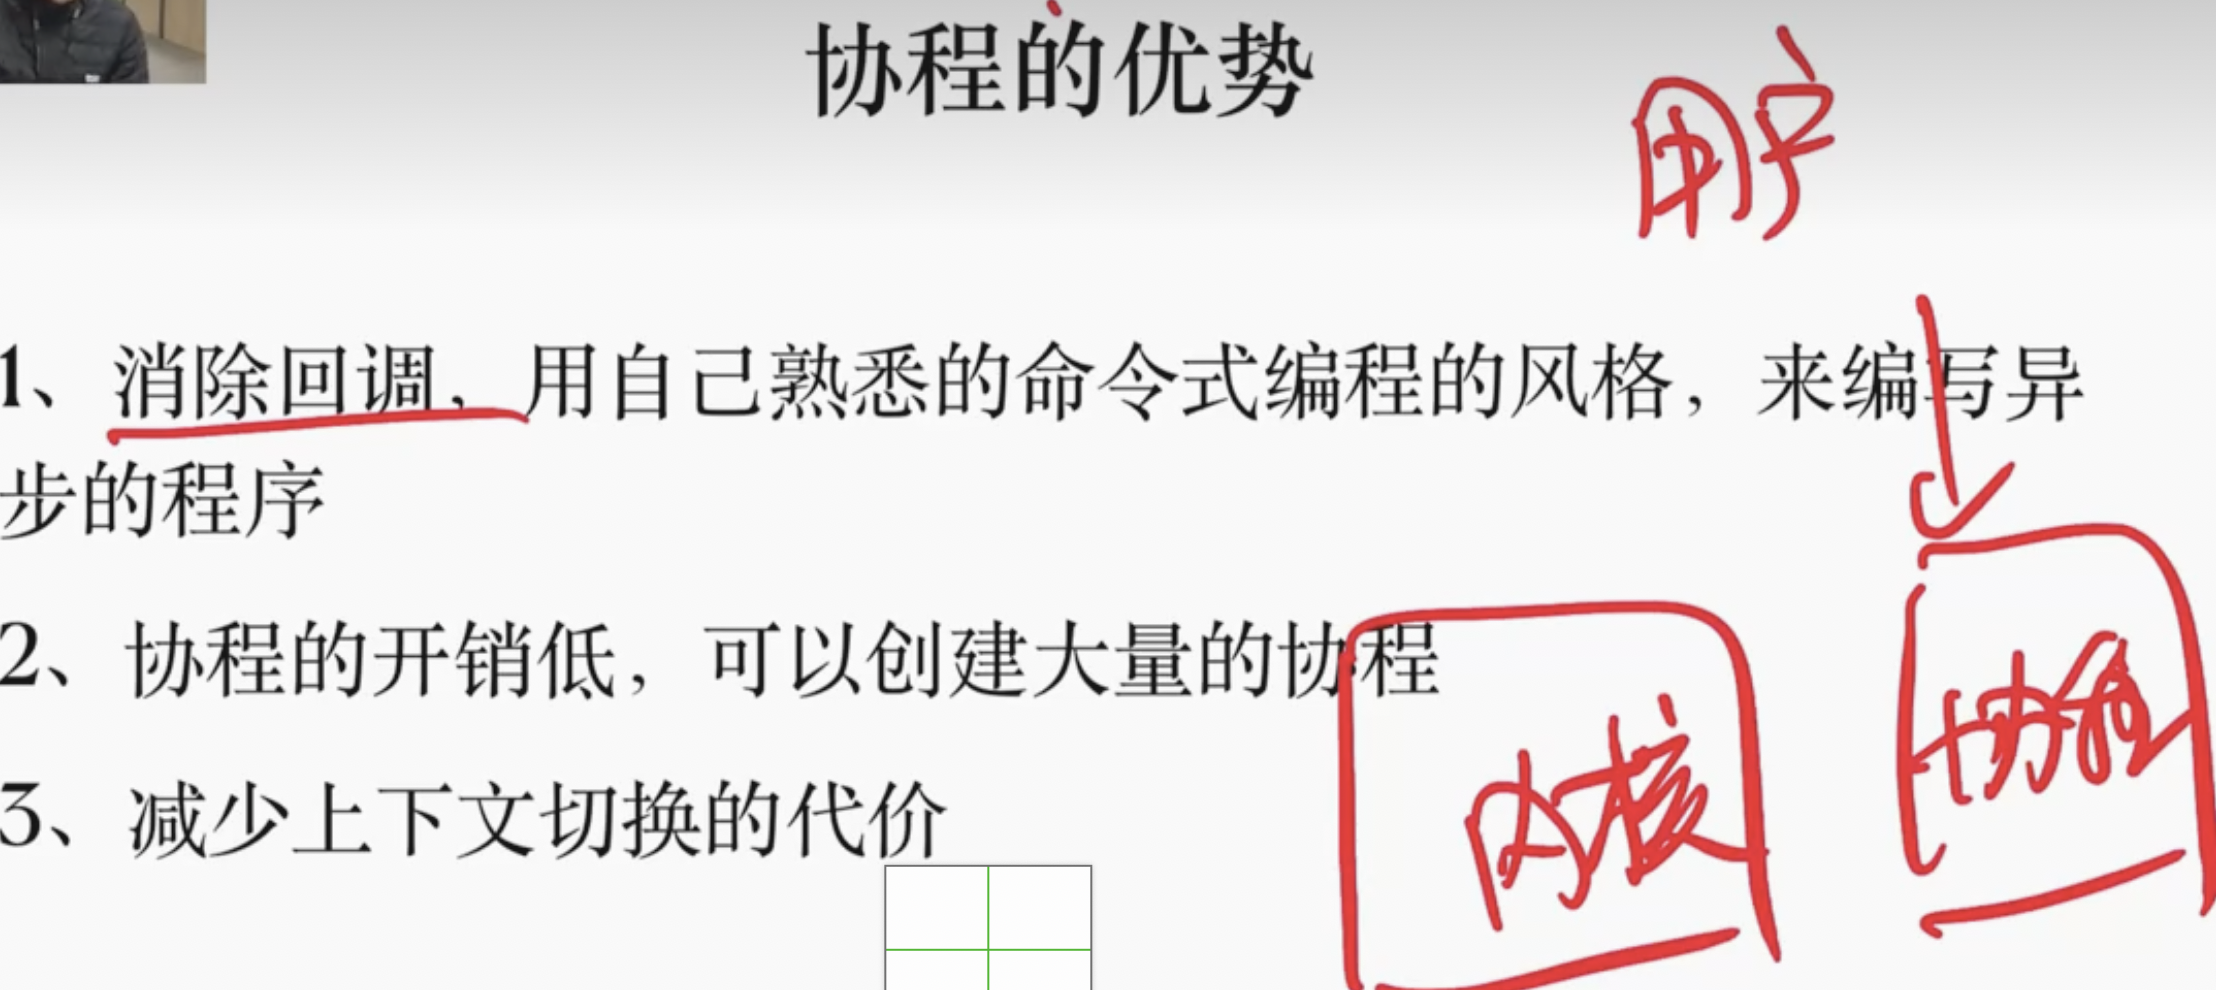 协程的优势
用户
1、消除回调，用自己熟悉的命令式编程的风格，来编写异
步的程序
2、协程的开销低，可以创建大量的协程
协程
内核
3、减少上下文切换的代价